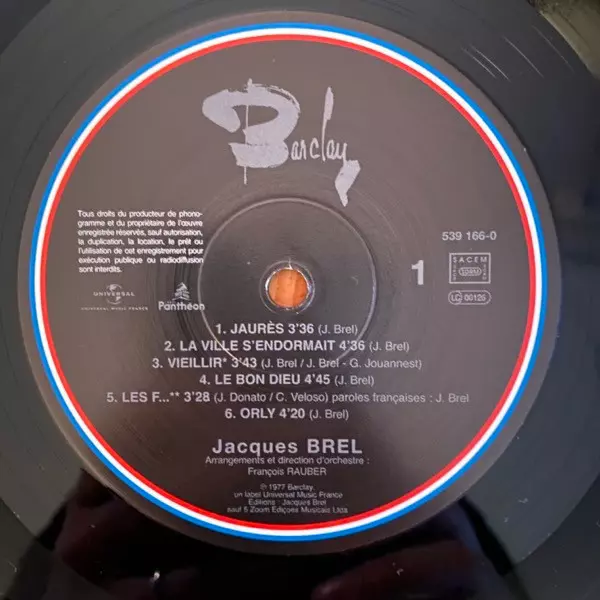 Barclay
Tous droits du producteur de phono-
gramme et du propriétaire de l'œuvre
enregistrée réservés, sauf autorisation,
la duplication, la location, le prêt ou
l'utilisation de cet enregistrement pour
exécution publique ou radiodiffusion
sont interdits.
539 166-0
1
SACEM
SDRM
LC 00126
UNIVERSAL
UNIVERSAL MUSIC FRANCE
Panthéon
1. JAURÈS 3'36 (J. Brel)
2. LA VILLE S'ENDORMAIT 4'36 (J. Brel)
3. VIEILLIR* 3'43 (J. Brel / J. Brel - G. Jouannest)
4. LE BON DIEU 4'45 (J. Brel)
5. LES F...** 3'28 (J. Donato / C. Veloso) paroles françaises : J. Brel
6. ORLY 4'20 (J. Brel)
Jacques BREL
Arrangements et direction d'orchestre :
François RAUBER
℗ 1977 Barclay,
un label Universal Music France
Editions : Jacques Brel
sauf 5 Zoom Edições Musicais Ltda